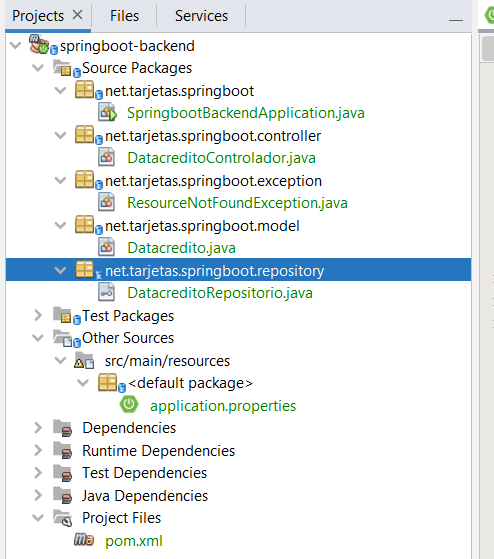 Projects Files Services
springboot-backend
Source Packages
net.tarjetas.springboot
SpringbootBackendApplication.java
net.tarjetas.springboot.controller
DatacreditoControlador.java
net.tarjetas.springboot.exception
ResourceNotFoundException.java
net.tarjetas.springboot.model
Datacredito.java
net.tarjetas.springboot.repository
DatacreditoRepositorio.java
Test Packages
Other Sources
src/main/resources
<default package>
application.properties
Dependencies
Runtime Dependencies
Test Dependencies
Java Dependencies
Project Files
pom.xml